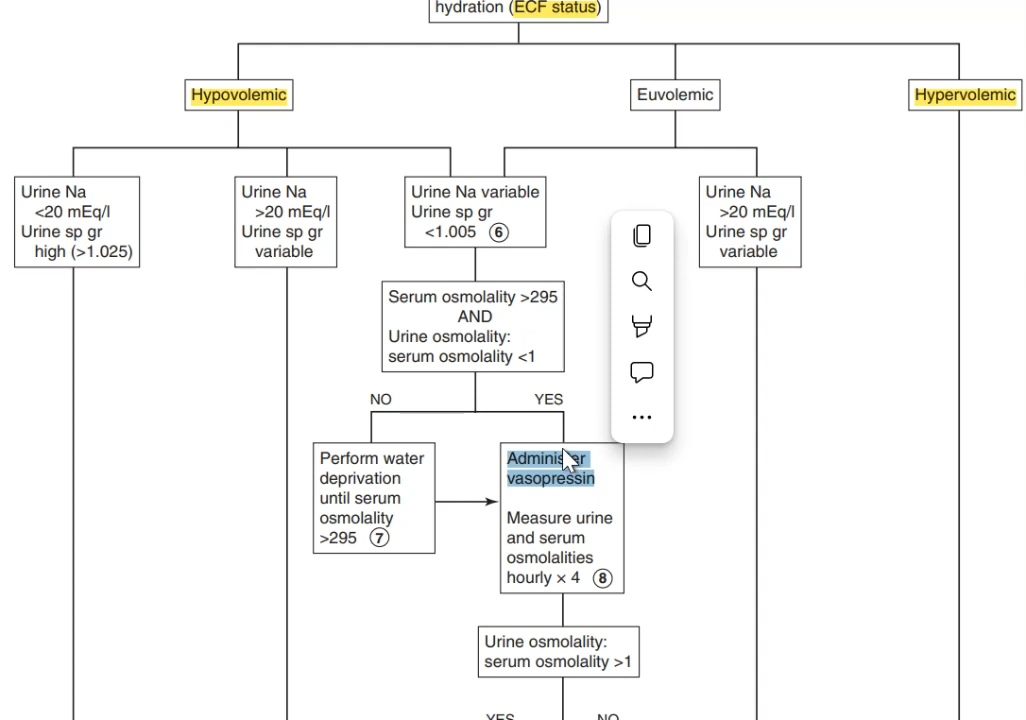 hydration (ECF status)
Hypovolemic
Euvolemic
Hypervolemic
Urine Na
<20 mEq/l
Urine sp gr
high (>1.025)
Urine Na
>20 mEq/l
Urine sp gr
variable
Urine Na variable
Urine sp gr
<1.005 6
Urine Na
>20 mEq/l
Urine sp gr
variable
Serum osmolality >295
AND
Urine osmolality:
serum osmolality <1
NO
YES
Perform water
deprivation
until serum
osmolality
>295 7
Administer
vasopressin
Measure urine
and serum
osmolalities
hourly × 4 8
Urine osmolality:
serum osmolality >1
YES
NO